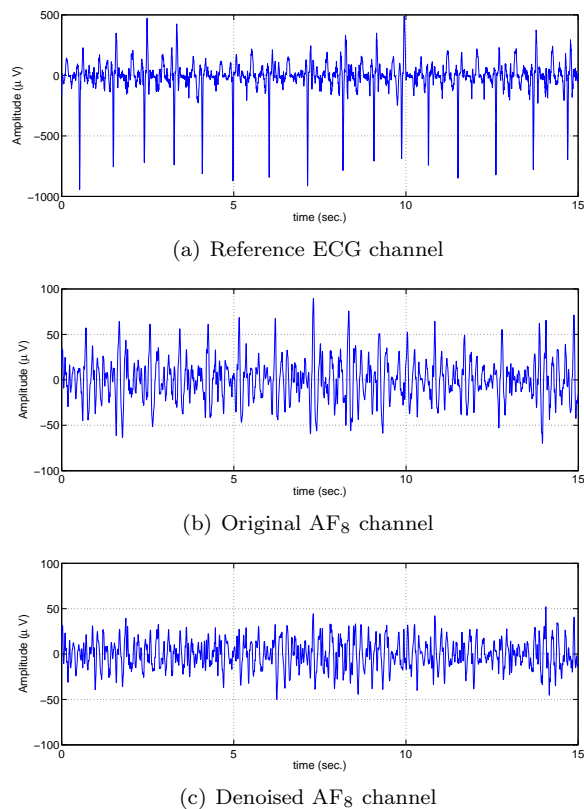 500
0
−500
−1000
Amplitude (μ V)
0 5 10 15
time (sec.)
(a) Reference ECG channel
100
50
0
−50
−100
Amplitude (μ V)
0 5 10 15
time (sec.)
(b) Original AF₈ channel
100
50
0
−50
−100
Amplitude (μ V)
0 5 10 15
time (sec.)
(c) Denoised AF₈ channel